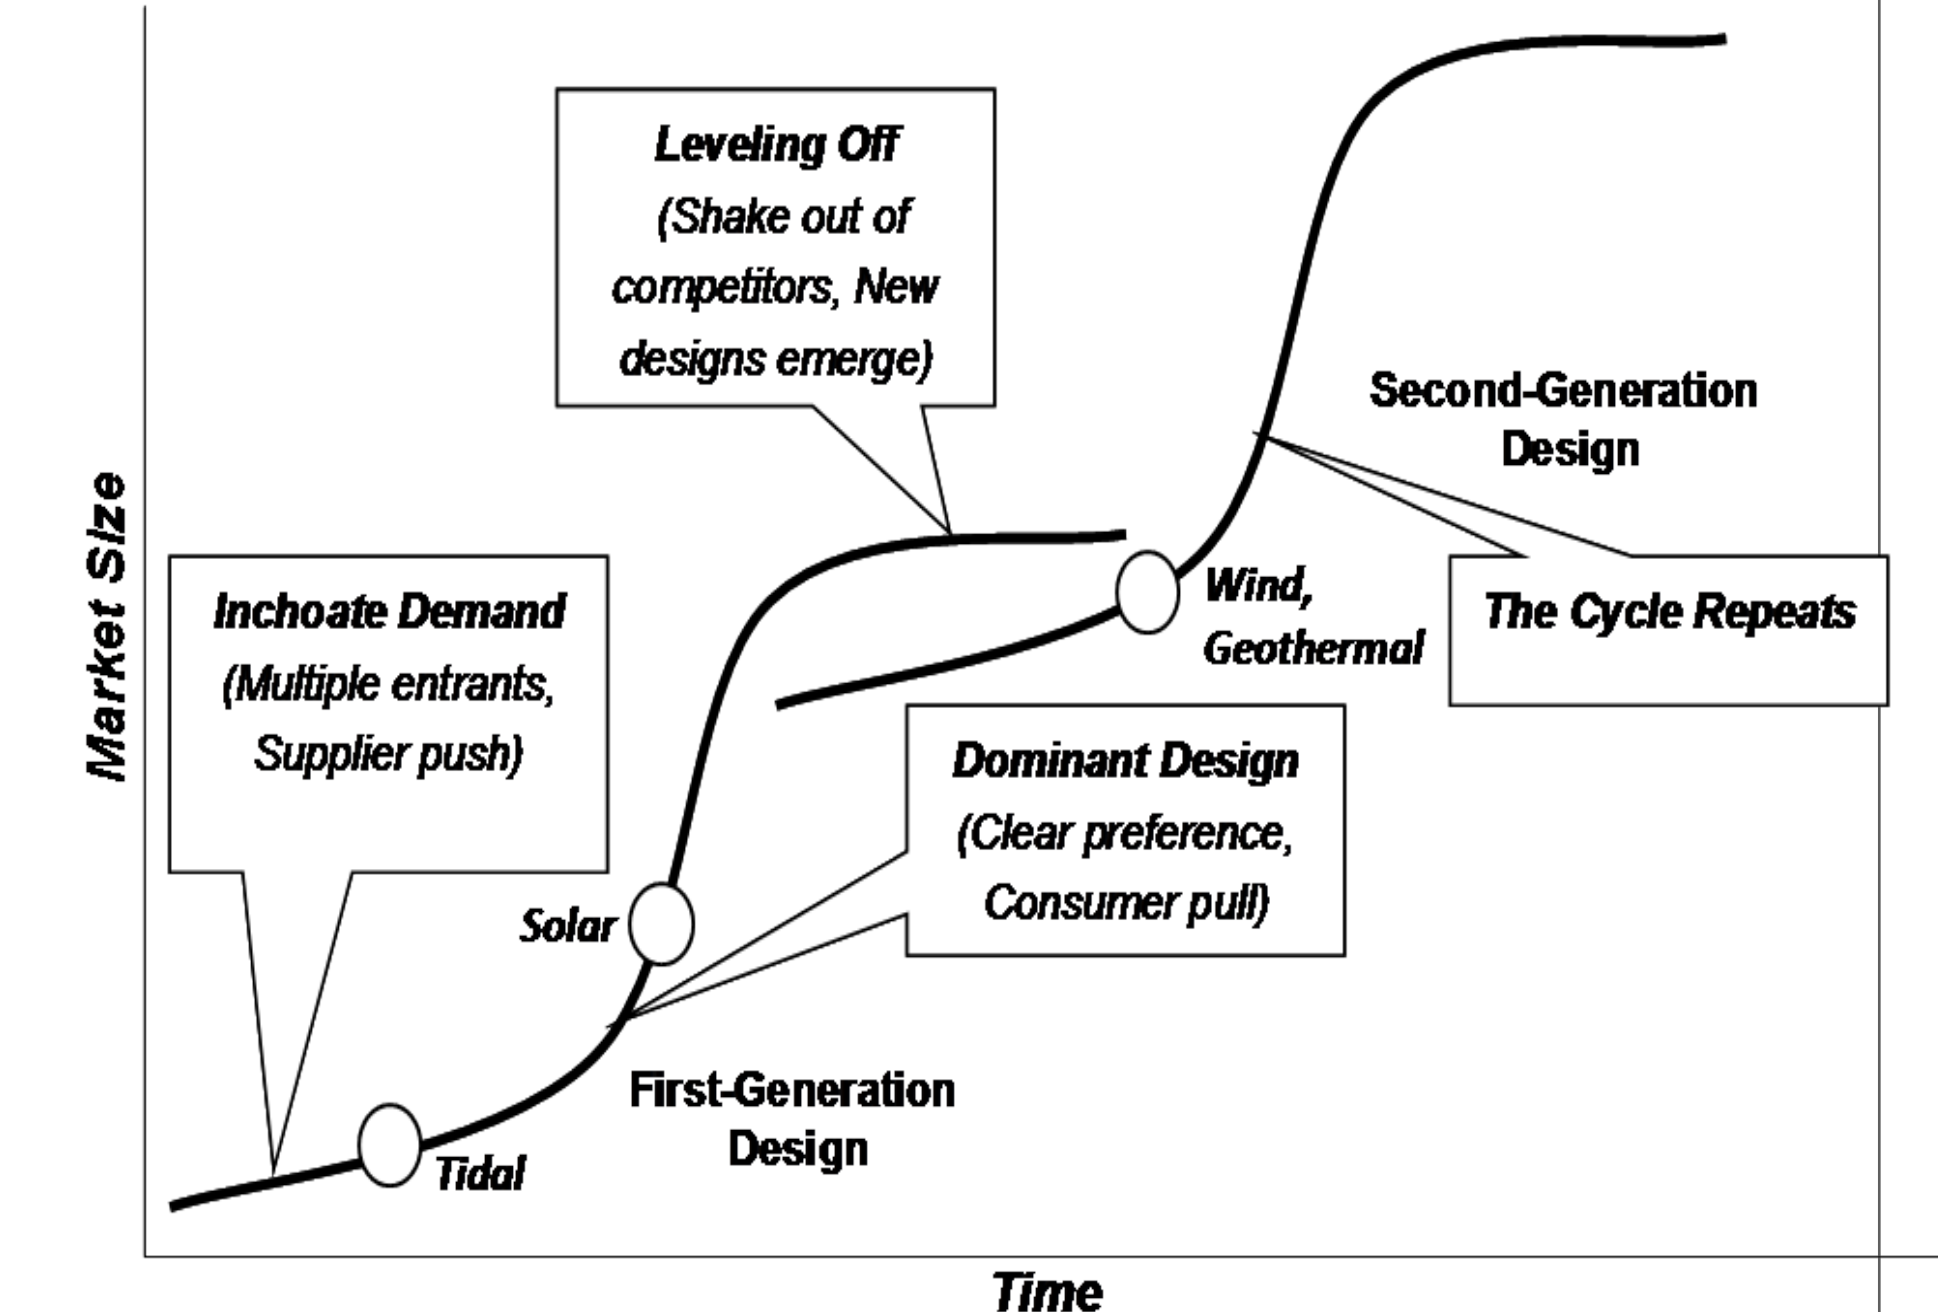 Leveling Off
(Shake out of
competitors, New
designs emerge)
Second-Generation
Design
Market Size
Inchoate Demand
(Multiple entrants,
Supplier push)
Wind,
Geothermal
The Cycle Repeats
Dominant Design
(Clear preference,
Consumer pull)
Solar
First-Generation
Design
Tidal
Time